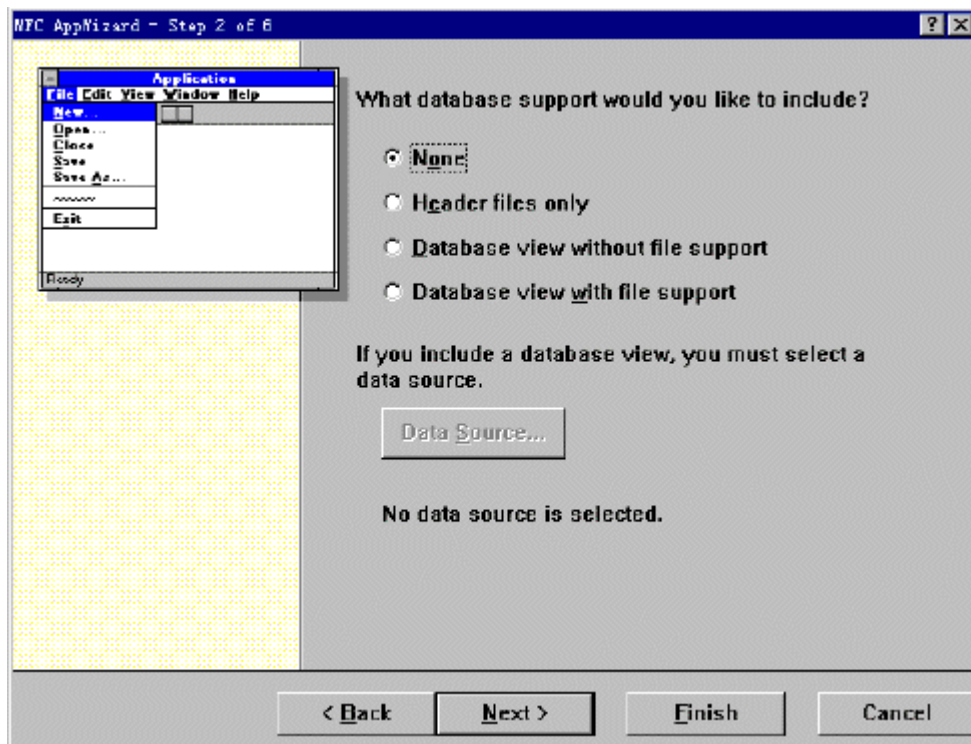 MFC AppWizard - Step 2 of 6
Application
File Edit View Window Help
New...
Open...
Close
Save
Save As...
Exit
Ready
What database support would you like to include?
None
Header files only
Database view without file support
Database view with file support
If you include a database view, you must select a
data source.
Data Source...
No data source is selected.
< Back
Next >
Finish
Cancel